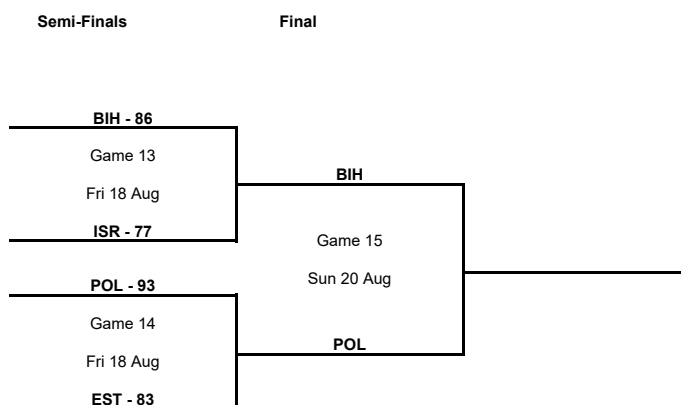 Semi-Finals Final
BIH - 86
Game 13
Fri 18 Aug
ISR - 77
BIH
Game 15
Sun 20 Aug
POL
POL - 93
Game 14
Fri 18 Aug
EST - 83